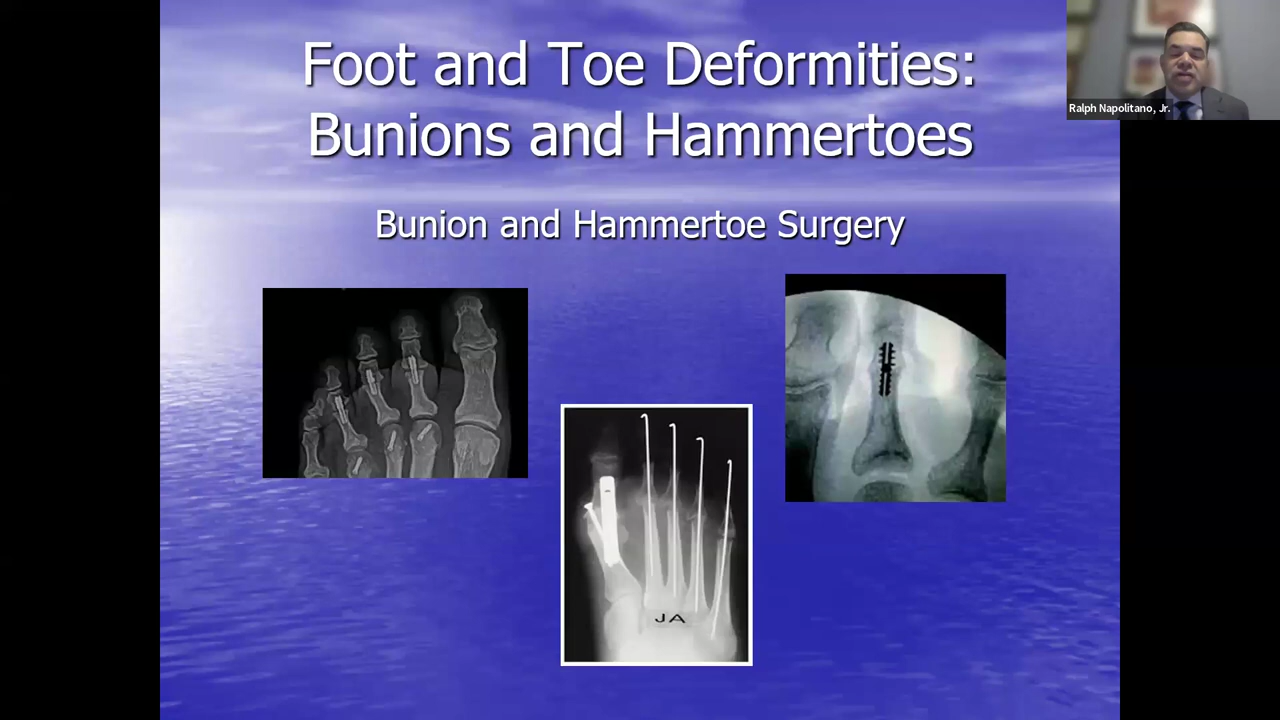 Foot and Toe Deformities:
Bunions and Hammertoes
Ralph Napolitano, Jr.
Bunion and Hammertoe Surgery
JA